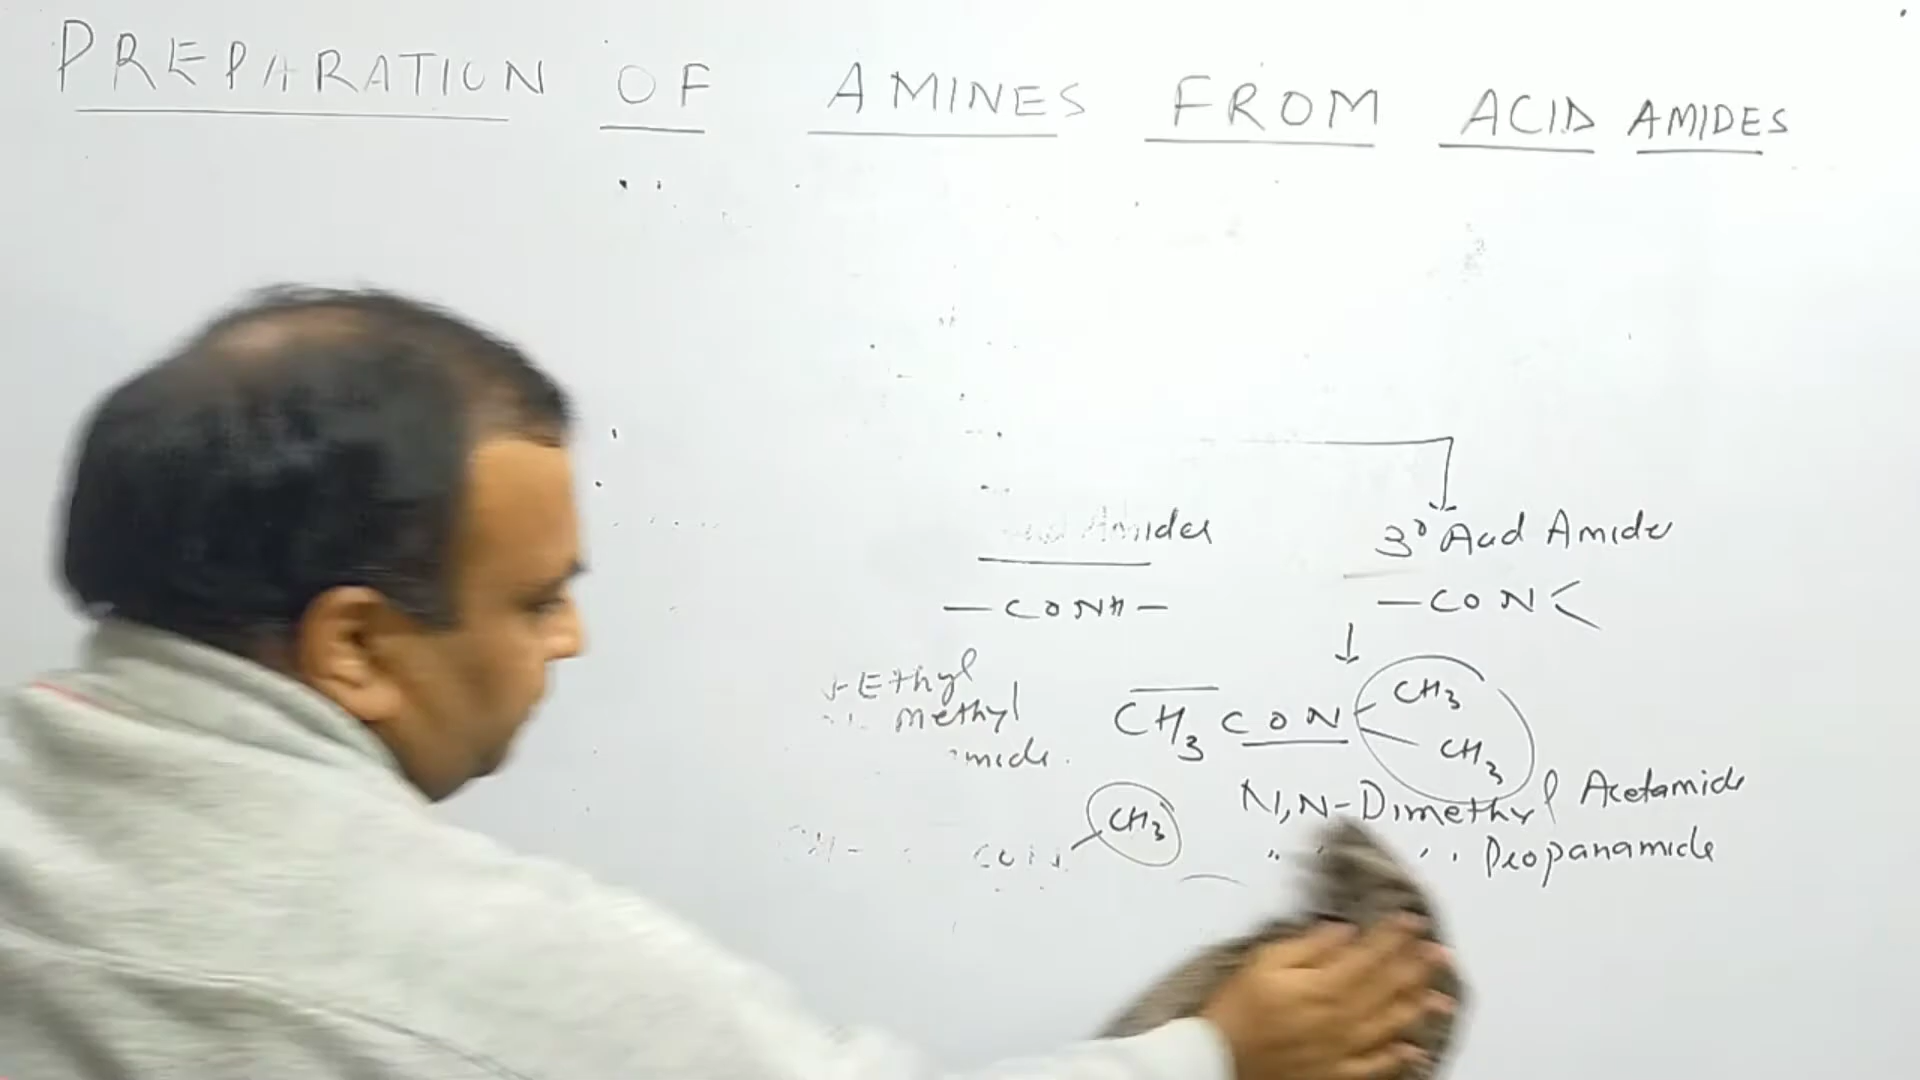 PREPARATION OF AMINES FROM ACID AMIDES
Amides
3° Acid Amide
—CONH—
—CON<
-Ethyl
methyl
CH3CON
CH3
CH3
CH3
N,N-Dimethyl Acetamide
" Propanamide